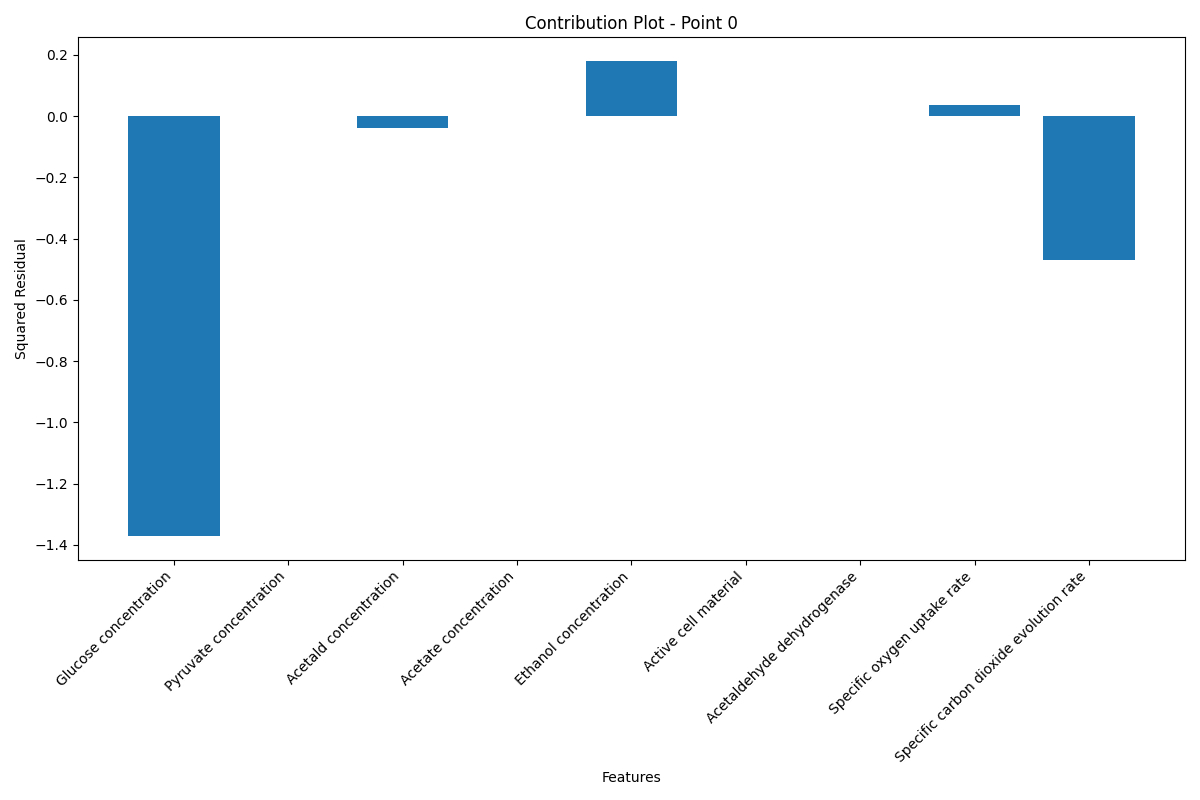 Contribution Plot - Point 0
Squared Residual
0.2
0.0
−0.2
−0.4
−0.6
−0.8
−1.0
−1.2
−1.4
Glucose concentration
Pyruvate concentration
Acetald concentration
Acetate concentration
Ethanol concentration
Active cell material
Acetaldehyde dehydrogenase
Specific oxygen uptake rate
Specific carbon dioxide evolution rate
Features